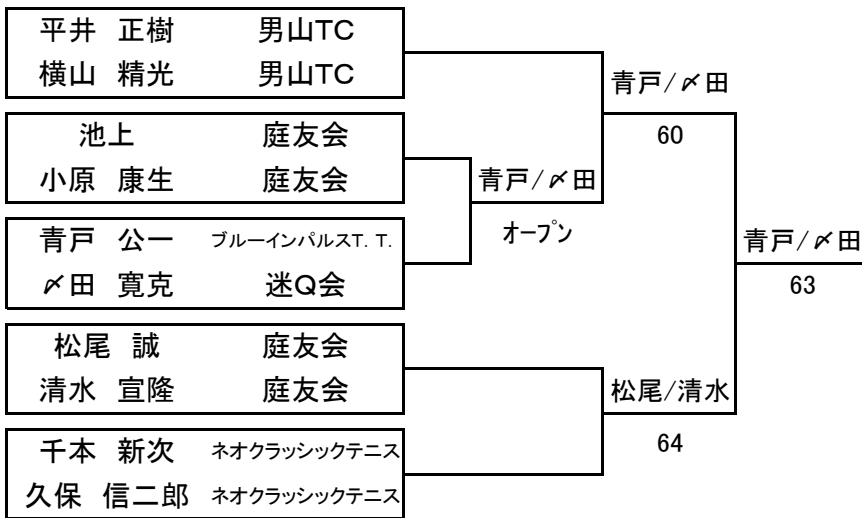 平井 正樹 男山TC
横山 精光 男山TC
青戸/〆田
池上 庭友会
60
小原 康生 庭友会
青戸/〆田
青戸 公一 ブルーインパルスT. T.
オープン
青戸/〆田
〆田 寛克 迷Q会
63
松尾 誠 庭友会
清水 宣隆 庭友会
松尾/清水
千本 新次 ネオクラッシックテニス
64
久保 信二郎 ネオクラッシックテニス